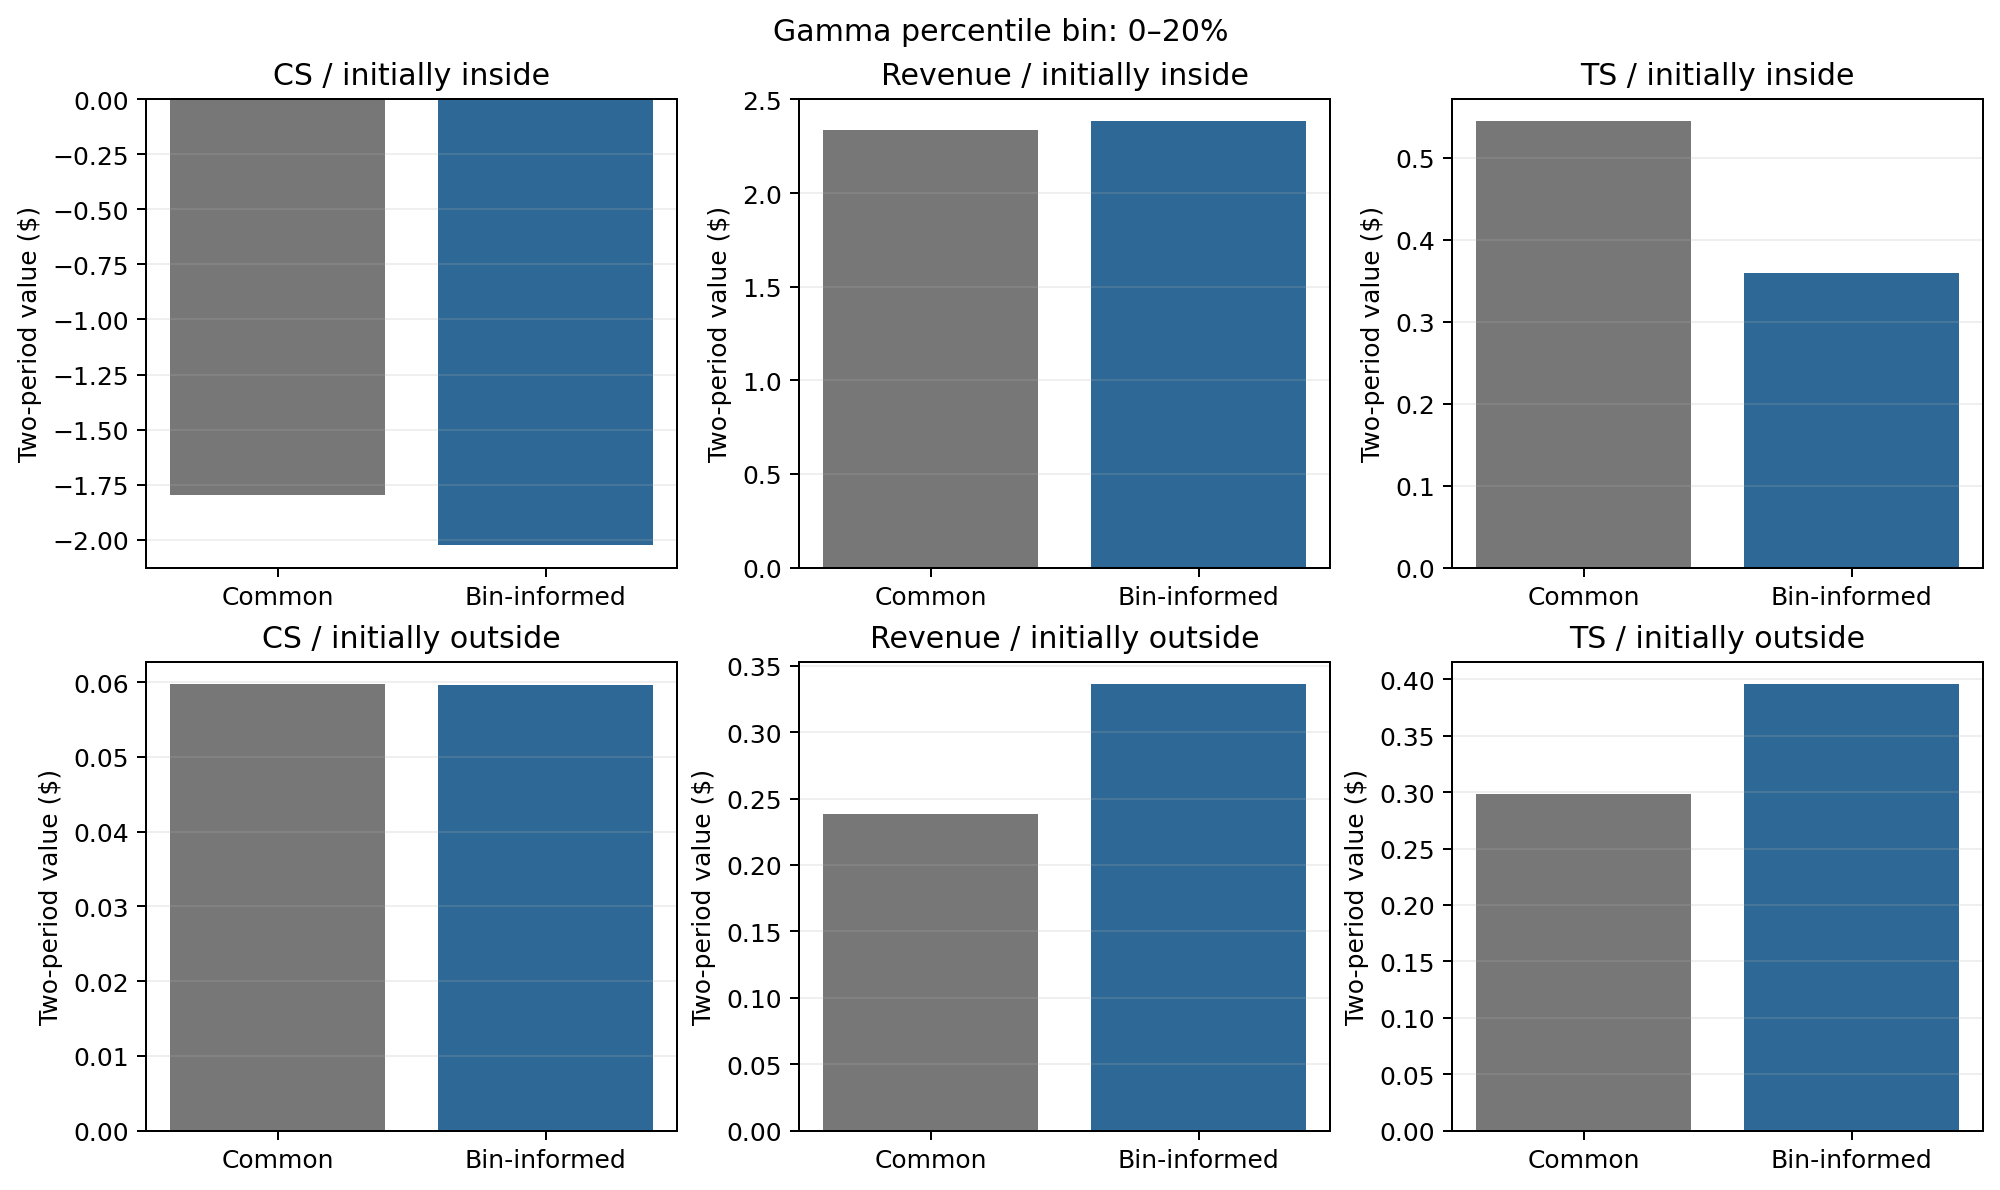 Gamma percentile bin: 0–20%
CS / initially inside
Revenue / initially inside
TS / initially inside
Two-period value ($)
0.00
−0.25
−0.50
−0.75
−1.00
−1.25
−1.50
−1.75
−2.00
Common
Bin-informed
Two-period value ($)
2.5
2.0
1.5
1.0
0.5
0.0
Common
Bin-informed
Two-period value ($)
0.5
0.4
0.3
0.2
0.1
0.0
Common
Bin-informed
CS / initially outside
Revenue / initially outside
TS / initially outside
Two-period value ($)
0.06
0.05
0.04
0.03
0.02
0.01
0.00
Common
Bin-informed
Two-period value ($)
0.35
0.30
0.25
0.20
0.15
0.10
0.05
0.00
Common
Bin-informed
Two-period value ($)
0.40
0.35
0.30
0.25
0.20
0.15
0.10
0.05
0.00
Common
Bin-informed